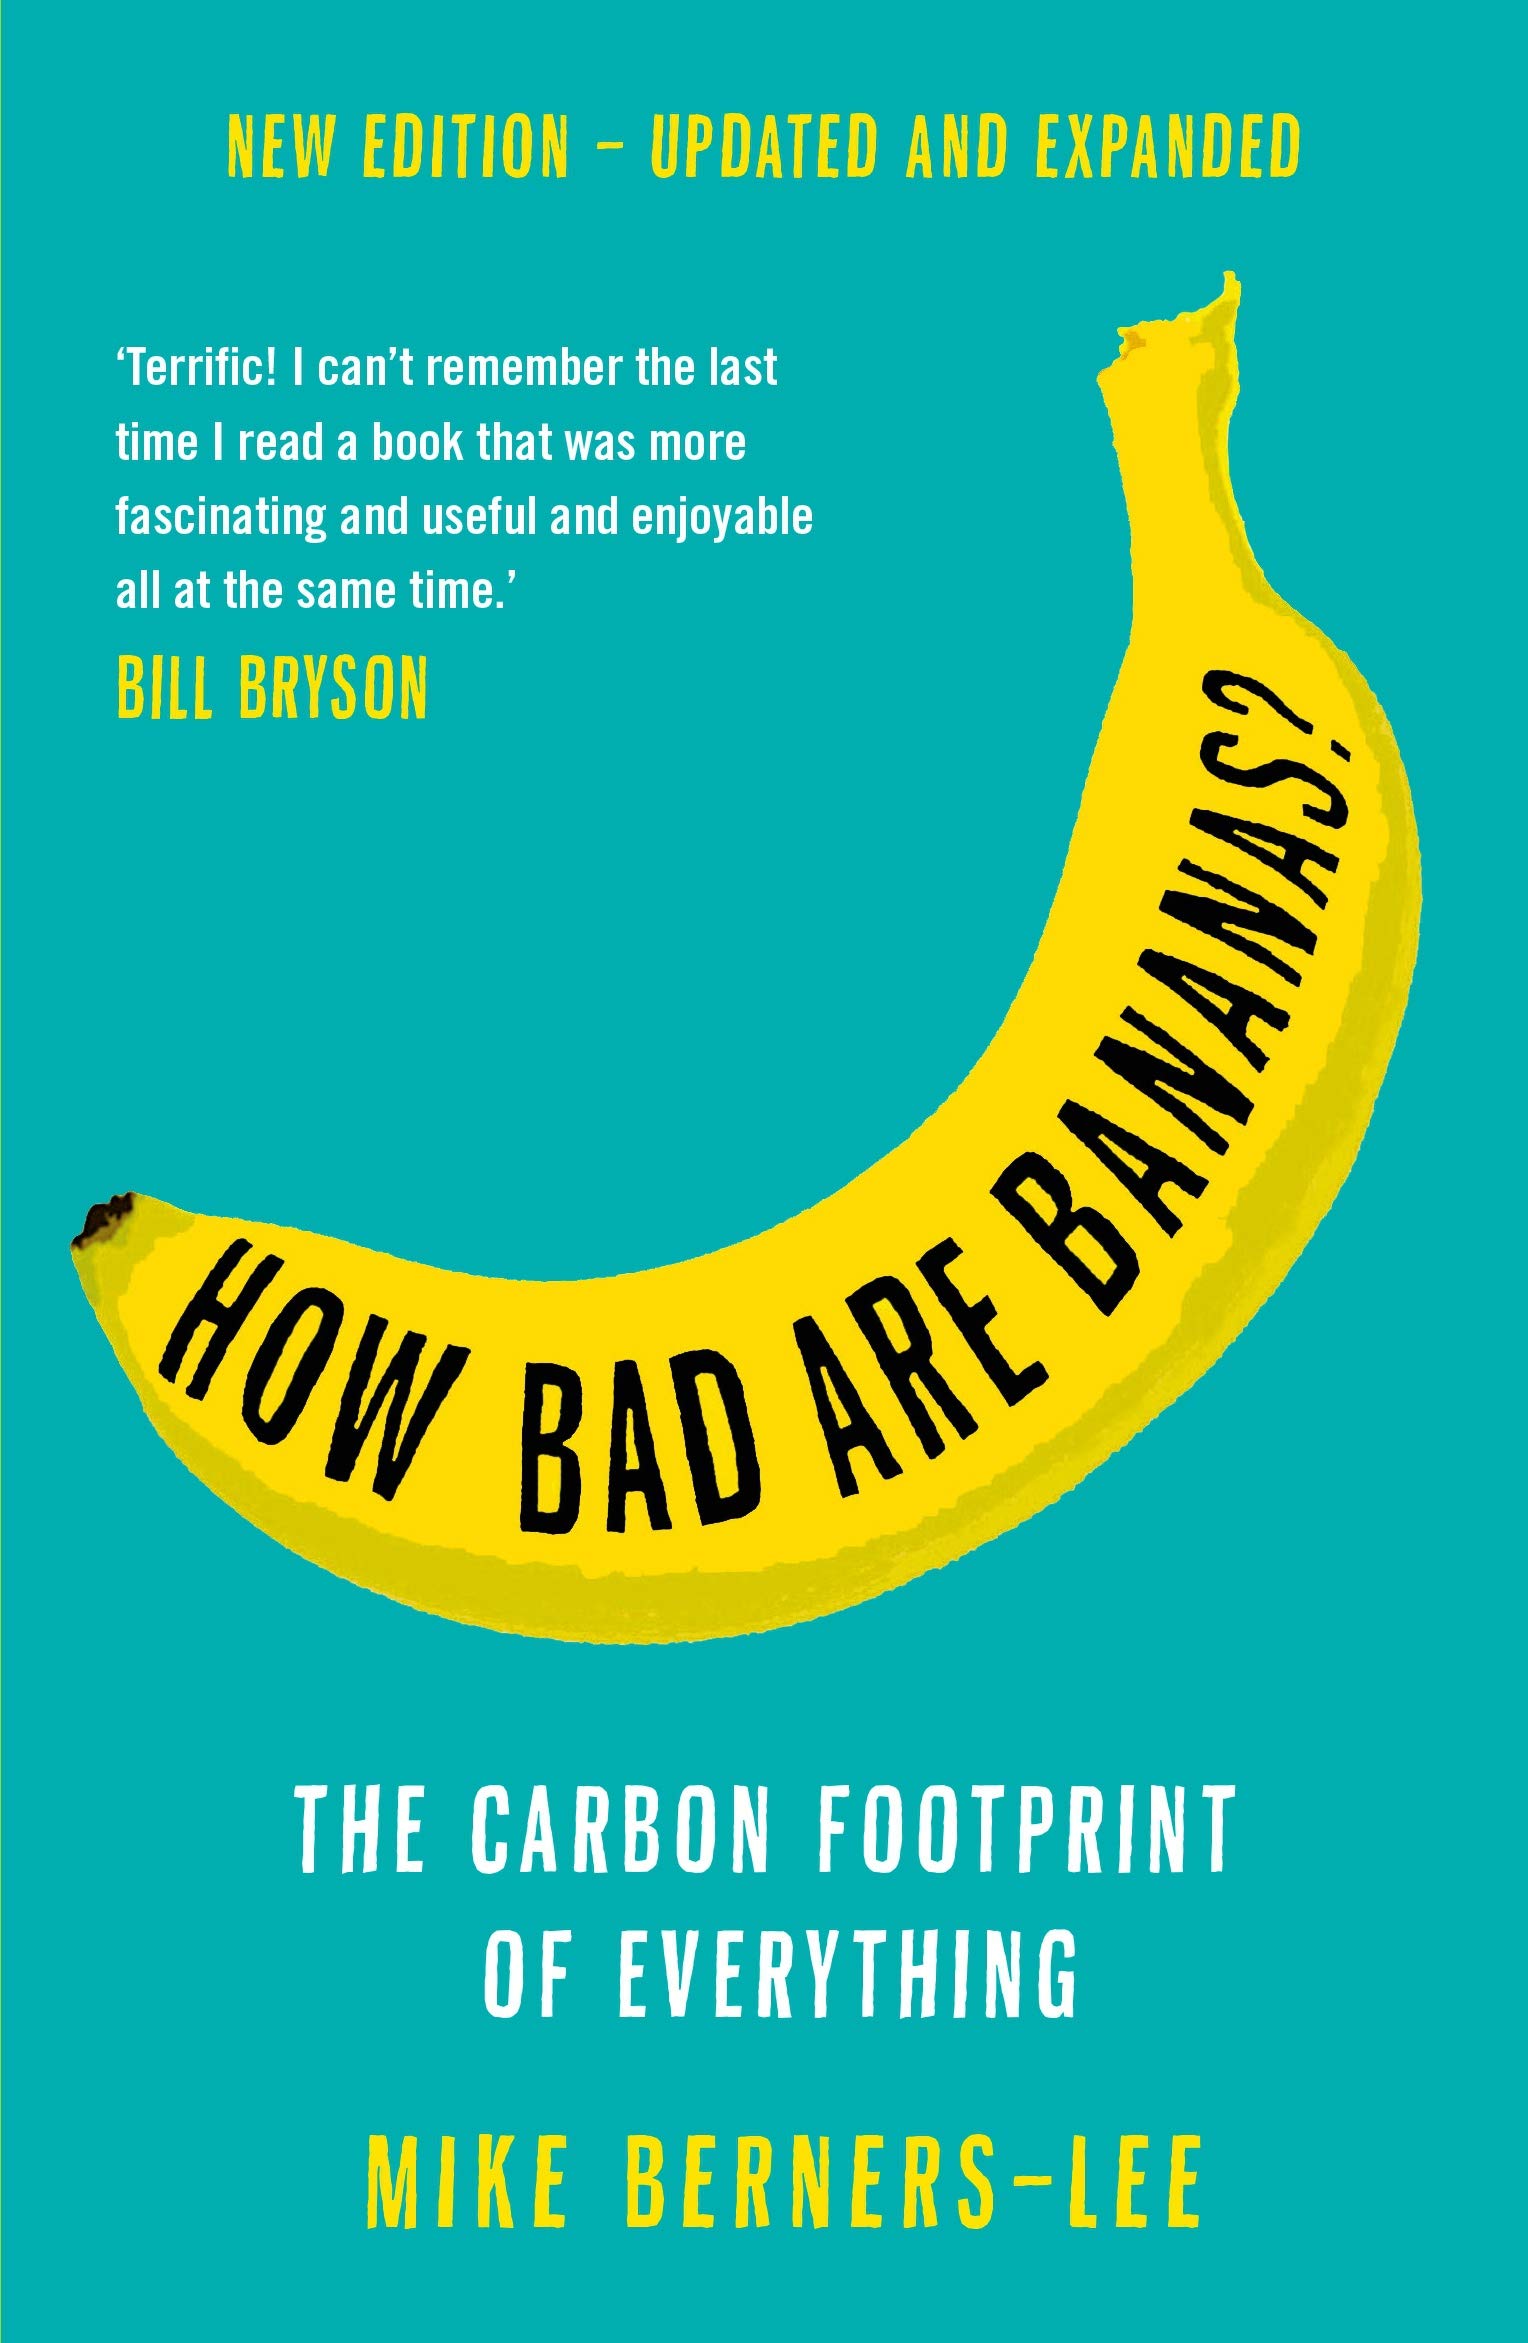 NEW EDITION – UPDATED AND EXPANDED
‘Terrific! I can’t remember the last
time I read a book that was more
fascinating and useful and enjoyable
all at the same time.’
BILL BRYSON
HOW BAD ARE BANANAS?
THE CARBON FOOTPRINT
OF EVERYTHING
MIKE BERNERS–LEE